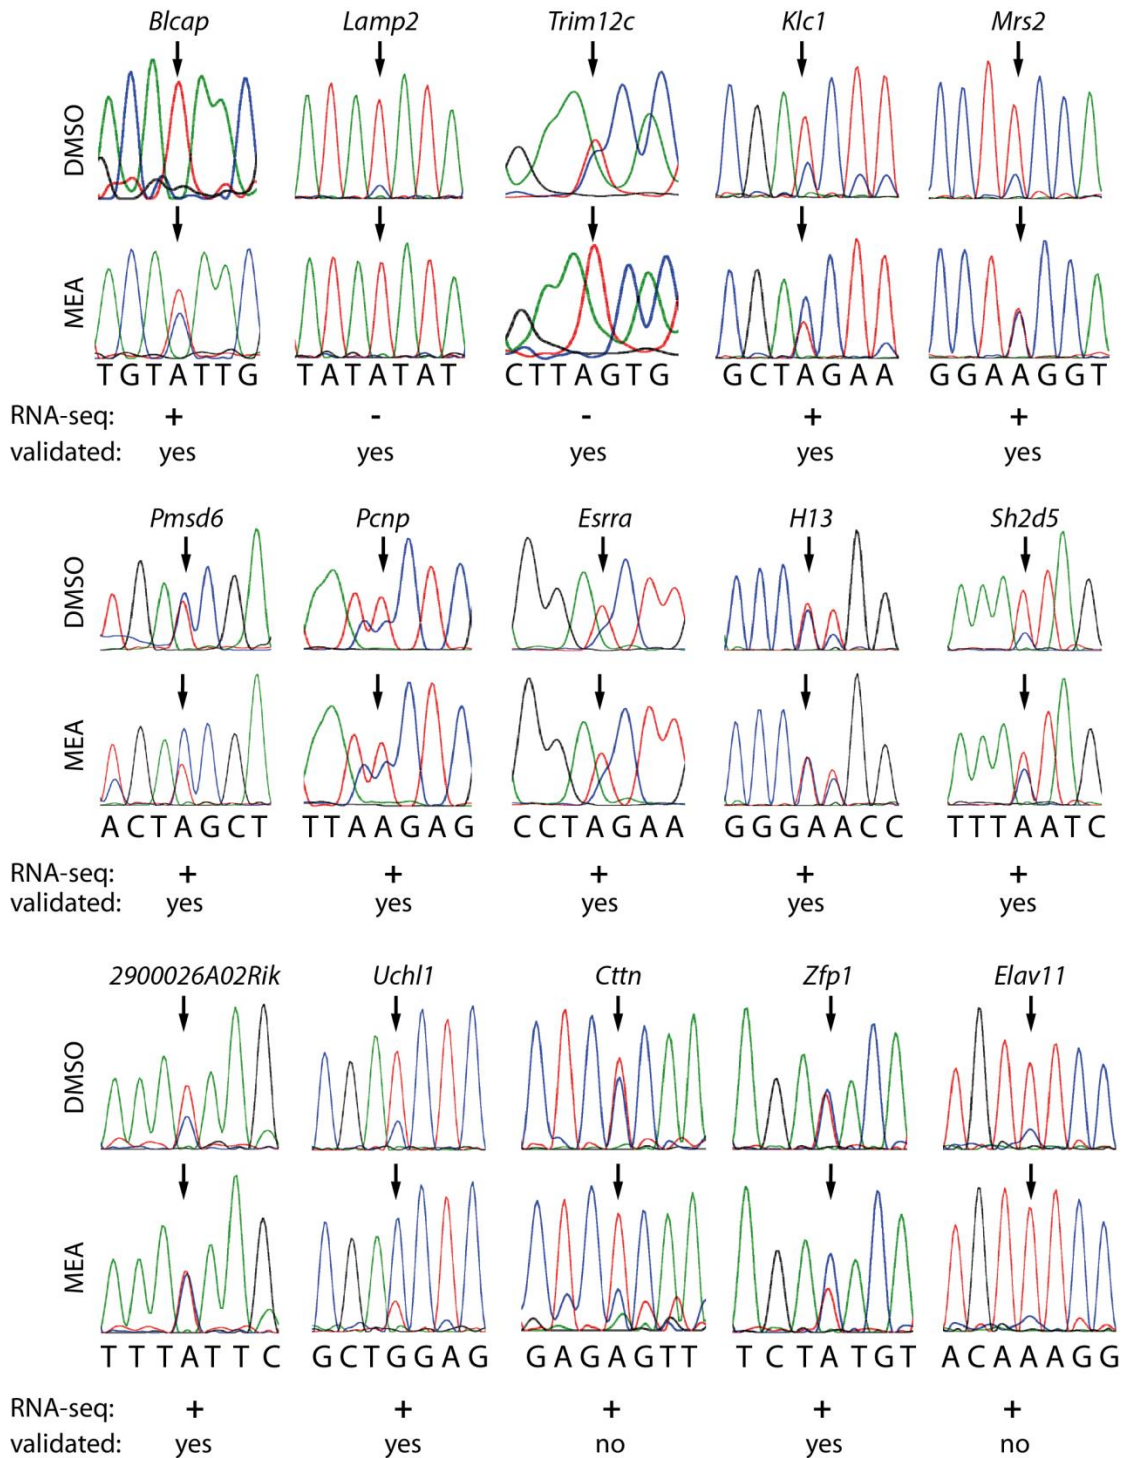 Blcap Lamp2 Trim12c Klc1 Mrs2
DMSO
MEA
TGTATTG TATATAT CTTAGTG GCTAGAA GGAAGGT
RNA-seq: + - - + +
validated: yes yes yes yes yes
Pmsd6 Pcnp Esrra H13 Sh2d5
DMSO
MEA
ACTAGCT TTAAGAG CCTAGAA GGGAACC TTTAATC
RNA-seq: + + + + +
validated: yes yes yes yes yes
2900026A02Rik Uchl1 Cttn Zfp1 Elav11
DMSO
MEA
TTTATTC GCTGGAG GAGAGTT TCTATGT ACAAAGG
RNA-seq: + + + + +
validated: yes yes no yes no